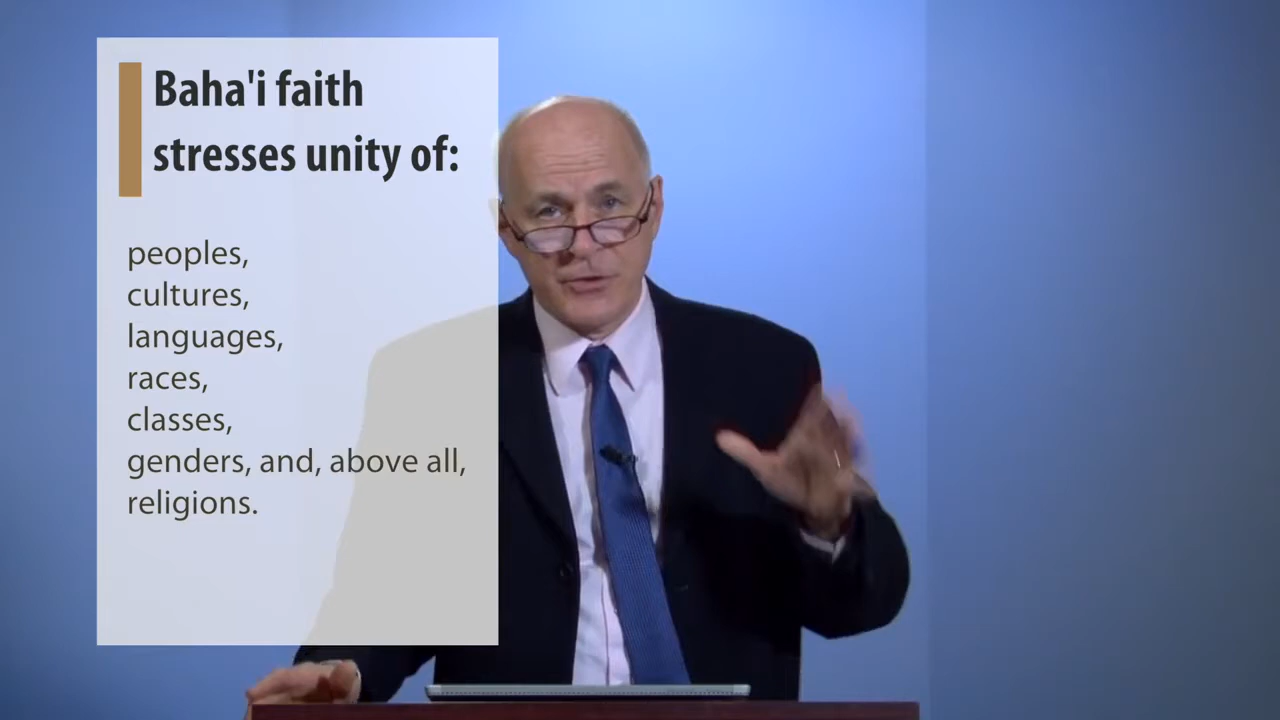 Baha'i faith
stresses unity of:
peoples,
cultures,
languages,
races,
classes,
genders, and, above all,
religions.